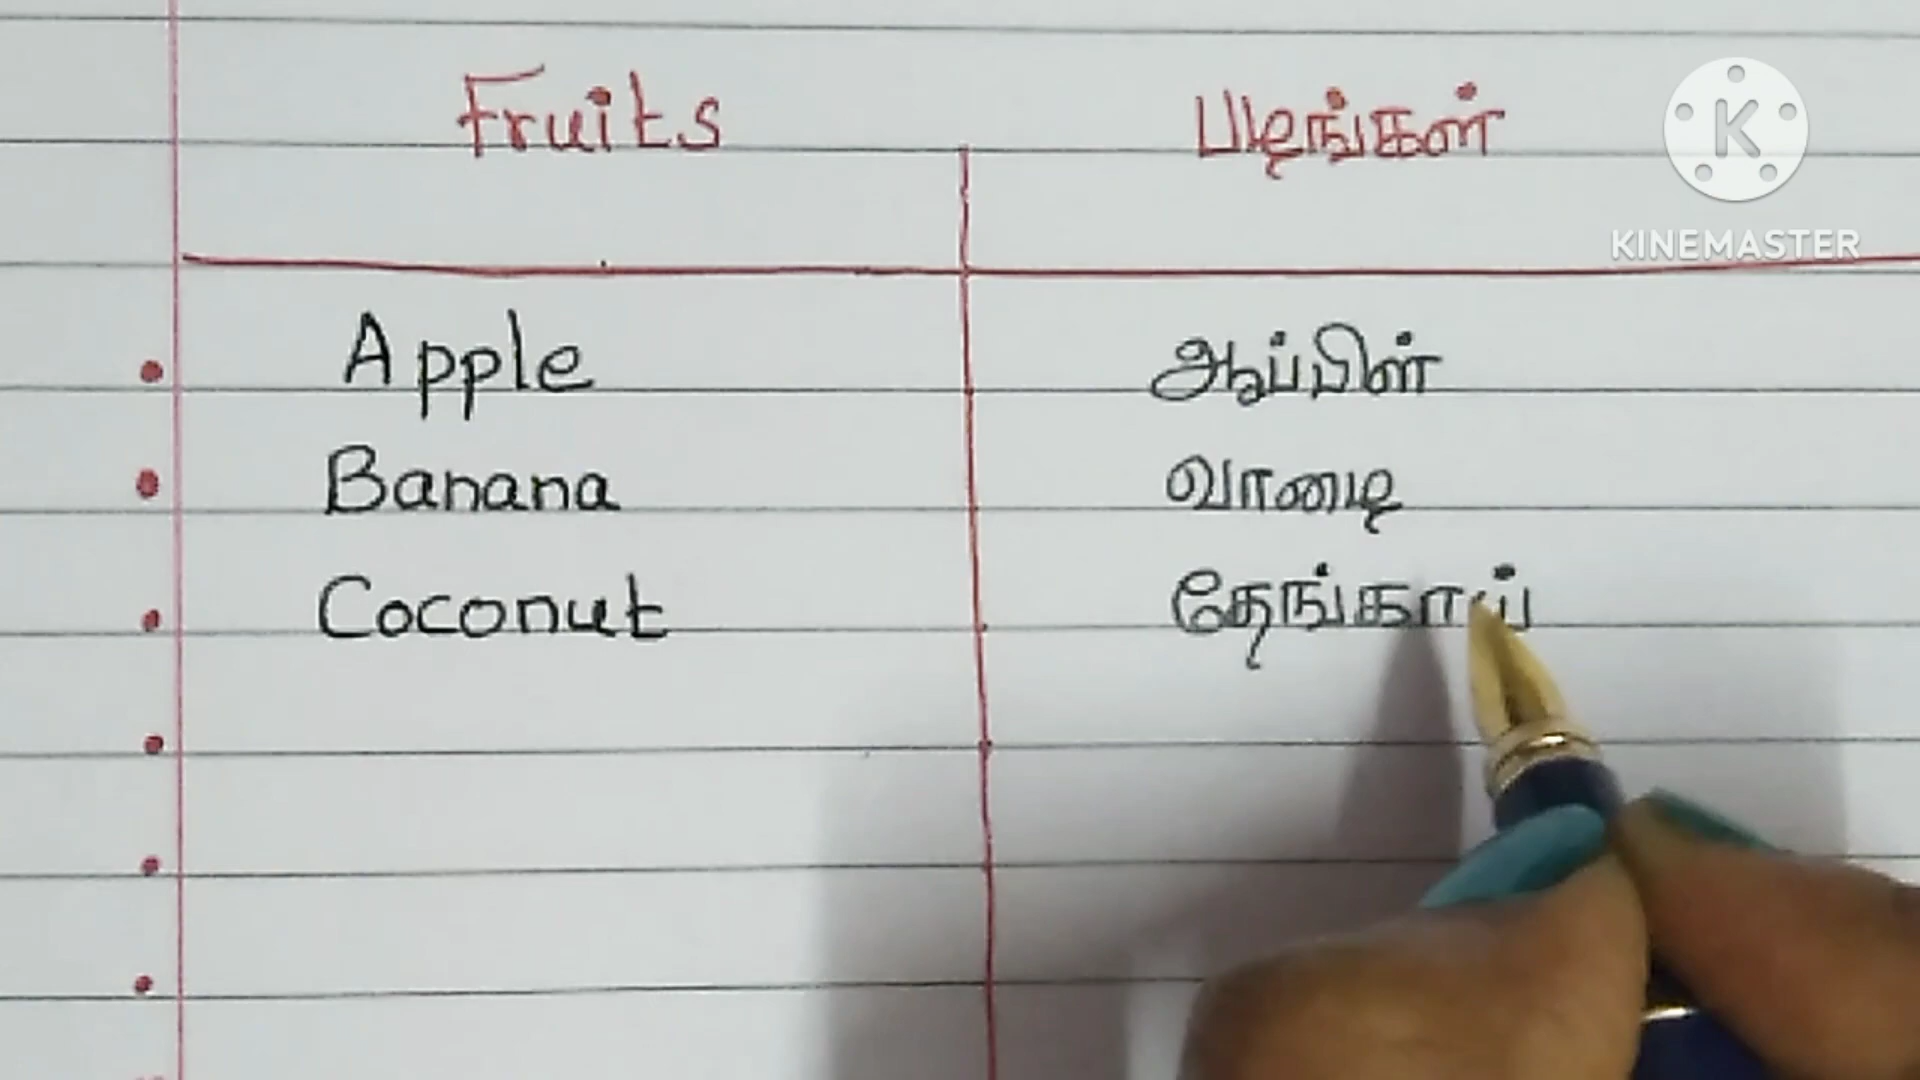 Fruits பழங்கள்
KINEMASTER
Apple ஆப்பிள்
Banana வாழை
Coconut தேங்காய்